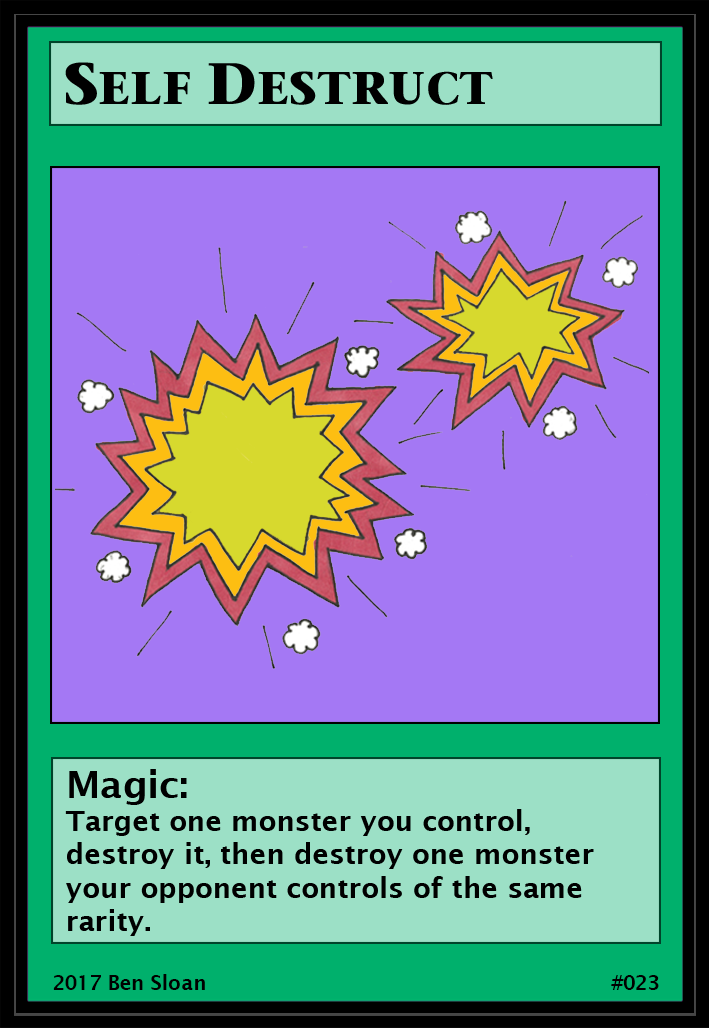 Self Destruct
Magic:
Target one monster you control,
destroy it, then destroy one monster
your opponent controls of the same
rarity.
2017 Ben Sloan
#023